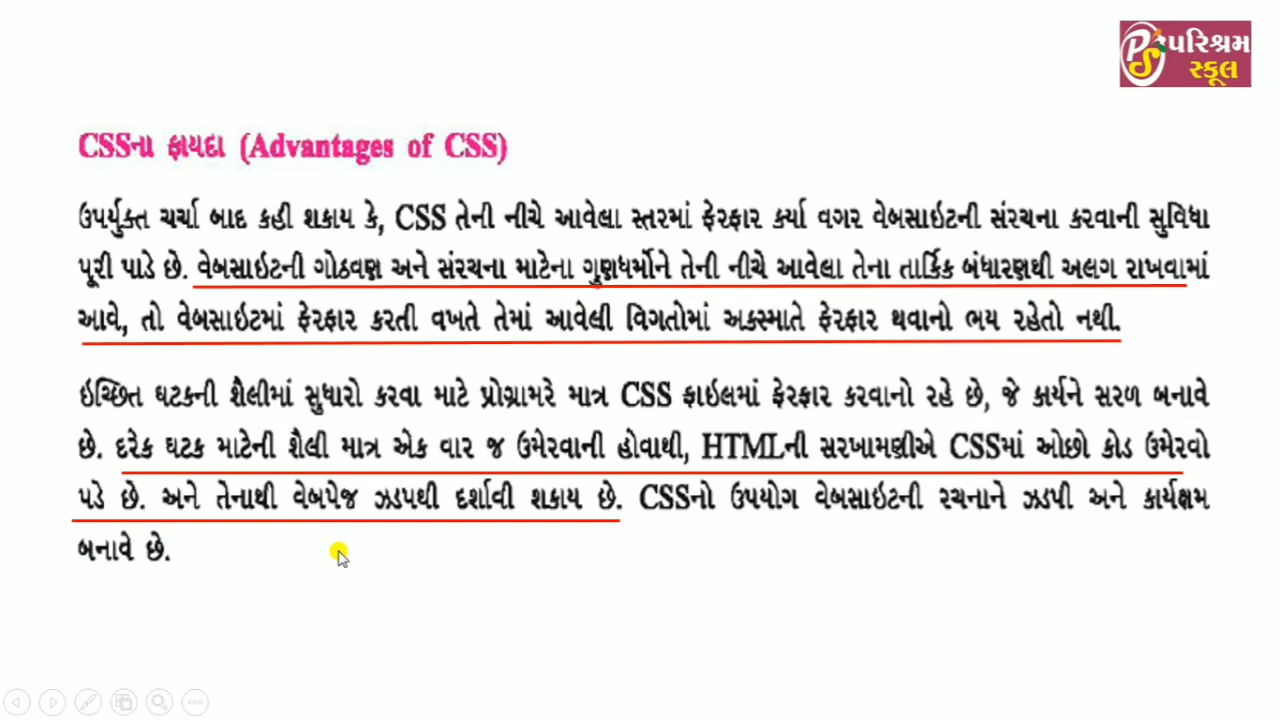 પરિશ્રમ
સ્કૂલ
CSSના ફાયદા (Advantages of CSS)
ઉપર્યુક્ત ચર્ચા બાદ કહી શકાય કે, CSS તેની નીચે આવેલા સ્તરમાં ફેરફાર કર્યા વગર વેબસાઇટની સંરચના કરવાની સુવિધા
પૂરી પાડે છે. વેબસાઇટની ગોઠવણ અને સંરચના માટેના ગુણધર્મોને તેની નીચે આવેલા તેના તાર્કિક બંધારણથી અલગ રાખવામાં
આવે, તો વેબસાઇટમાં ફેરફાર કરતી વખતે તેમાં આવેલી વિગતોમાં અકસ્માતે ફેરફાર થવાનો ભય રહેતો નથી.
ઇચ્છિત ઘટકની શૈલીમાં સુધારો કરવા માટે પ્રોગ્રામરે માત્ર CSS ફાઇલમાં ફેરફાર કરવાનો રહે છે, જે કાર્યને સરળ બનાવે
છે. દરેક ઘટક માટેની શૈલી માત્ર એક વાર જ ઉમેરવાની હોવાથી, HTMLની સરખામણીએ CSSમાં ઓછો કોડ ઉમેરવો
પડે છે. અને તેનાથી વેબપેજ ઝડપથી દર્શાવી શકાય છે. CSSનો ઉપયોગ વેબસાઇટની રચનાને ઝડપી અને કાર્યક્ષમ
બનાવે છે.